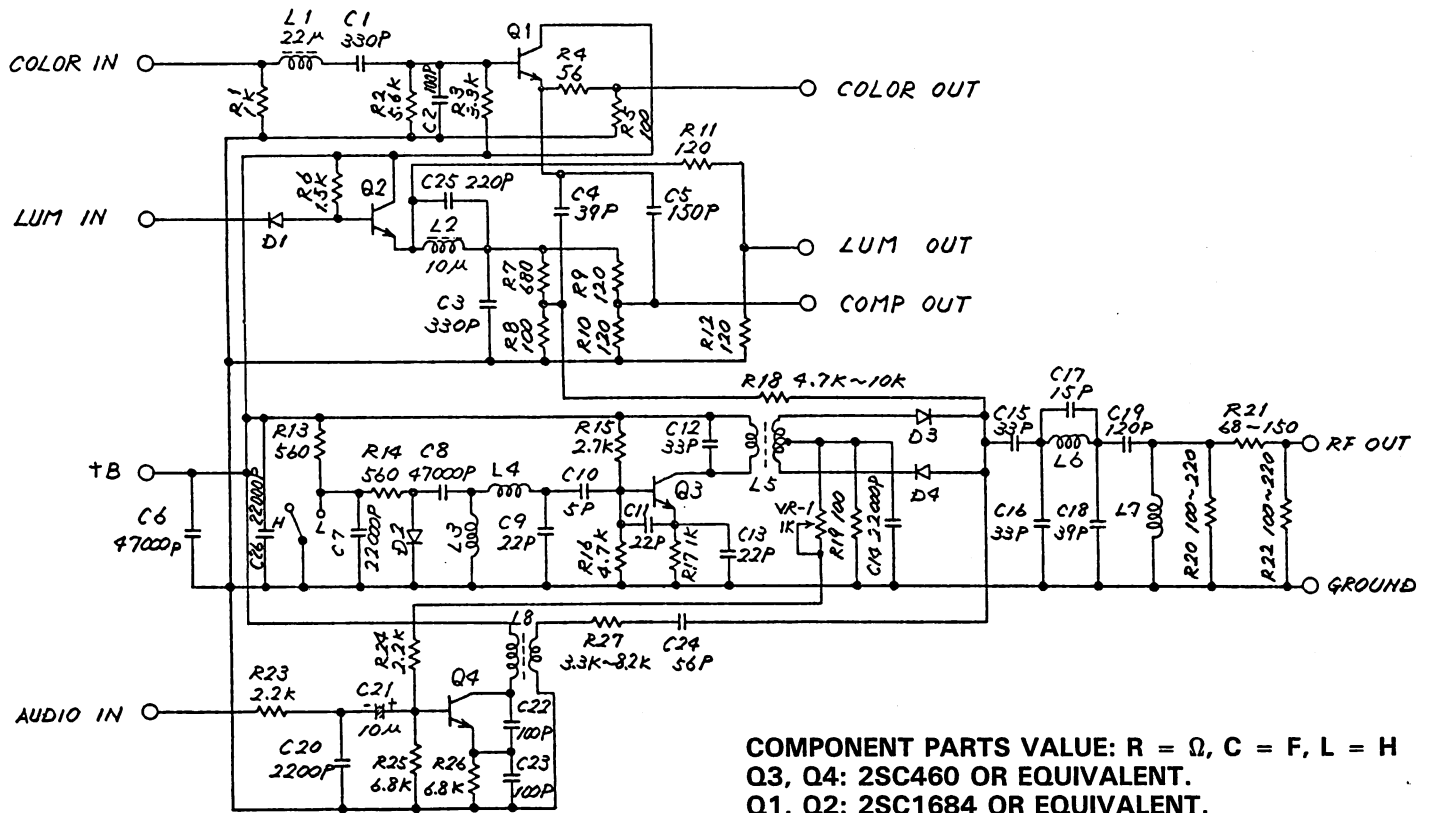 L1
22μ
C1
330P
Q1
R4
56
COLOR IN
COLOR OUT
R1
1K
R2
5.6K
C2
100P
R3
3.9K
R5
100
R11
120
R6
1.5K
Q2
C25 220P
C4
39P
C5
150P
LUM IN
D1
L2
10μ
LUM OUT
R7
680
R9
120
C3
330P
COMP OUT
R8
100
R10
120
R12
120
R18 4.7K~10K
C17
15P
R13
560
R15
2.7K
C12
33P
D3
C15
33P
L6
C19
120P
R21
68~150
RF OUT
+B
R14
560
C8
47000P
L4
C10
5P
Q3
L5
D4
C6
47000P
C26
22000P
H
L
C7
22000P
D2
L3
C9
22P
C11
22P
R16
4.7K
R17 1K
C13
22P
VR-1
1K
R19 100
C14 22000P
C16
33P
C18
39P
L7
R20 100~220
R22 100~220
GROUND
L8
R24
2.2K
R27
3.3K~8.2K
C24
56P
R23
2.2K
C21
- +
10μ
Q4
AUDIO IN
C22
100P
C20
2200P
R25
6.8K
R26
6.8K
C23
100P
COMPONENT PARTS VALUE: R = Ω, C = F, L = H
Q3, Q4: 2SC460 OR EQUIVALENT.
Q1, Q2: 2SC1684 OR EQUIVALENT.